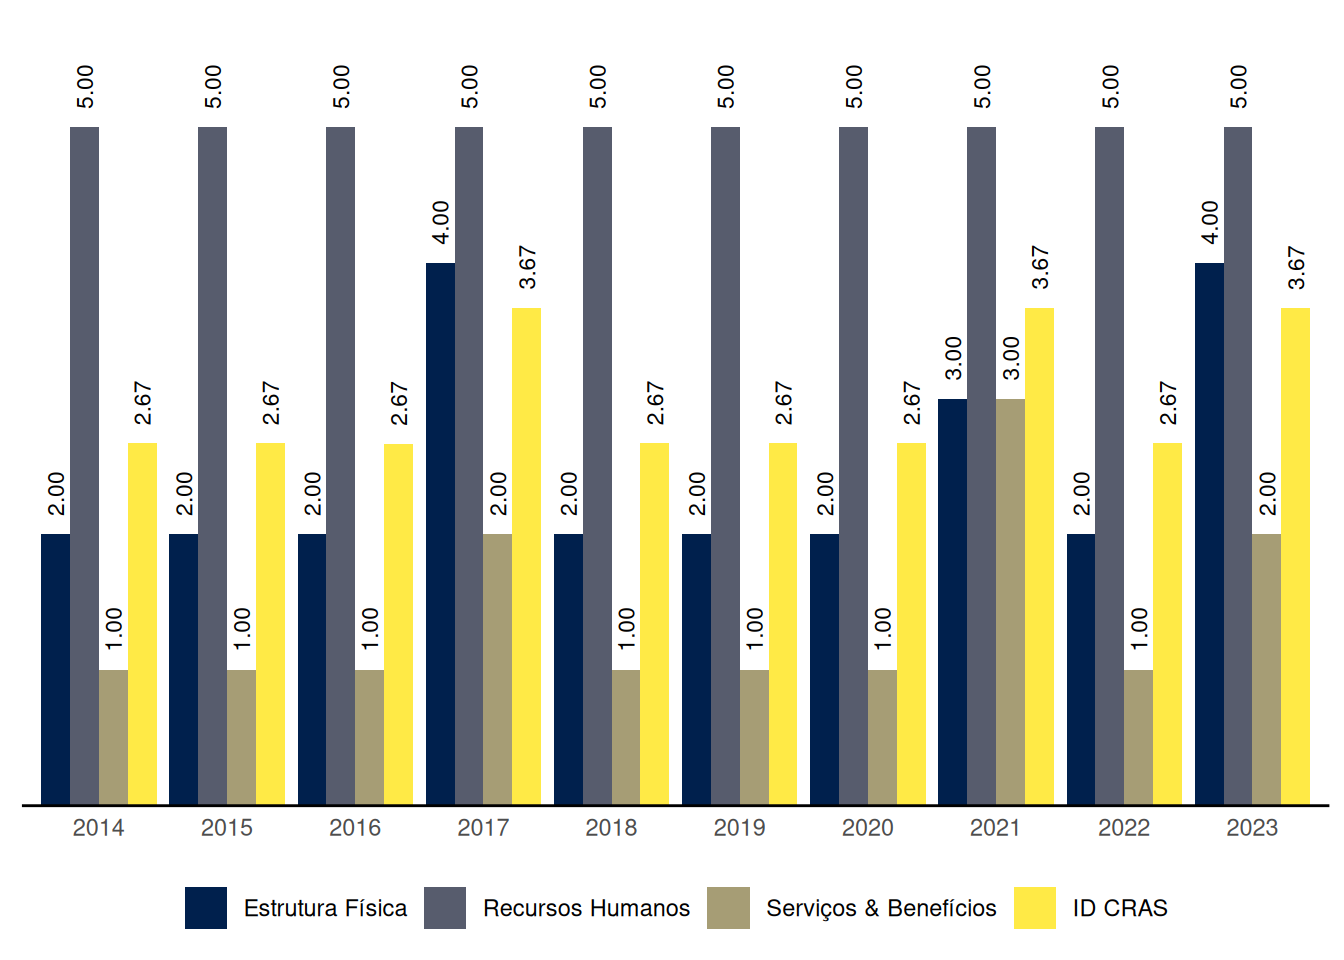 5.00 5.00 5.00 5.00 5.00 5.00 5.00 5.00 5.00 5.00
4.00 4.00
3.67 3.67 3.67
3.00 3.00
2.67 2.67 2.67 2.67 2.67 2.67 2.67
2.00 2.00 2.00 2.00 2.00 2.00 2.00 2.00 2.00
1.00 1.00 1.00 1.00 1.00 1.00 1.00
2014 2015 2016 2017 2018 2019 2020 2021 2022 2023
Estrutura Física Recursos Humanos Serviços & Benefícios ID CRAS